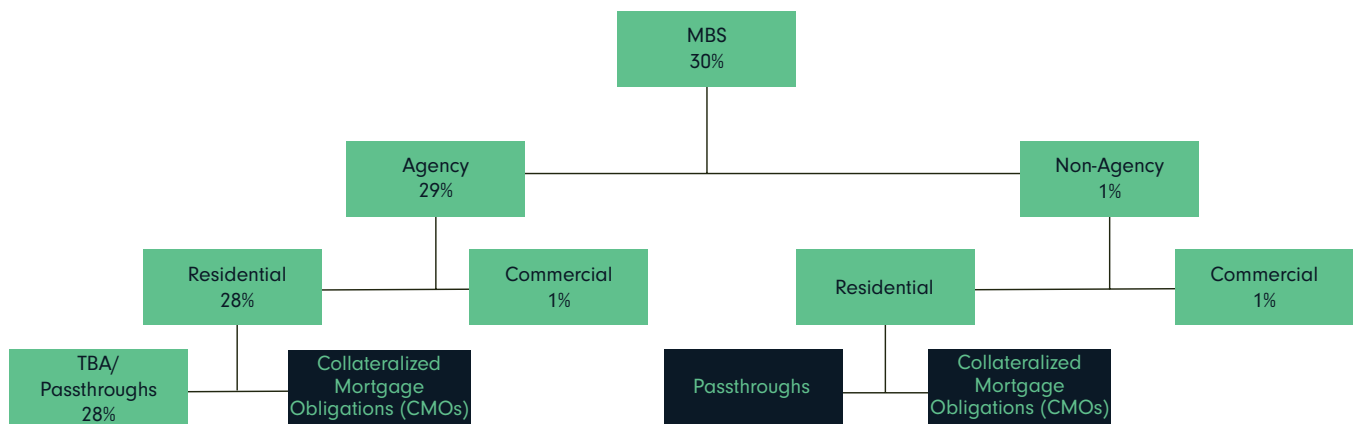 MBS
30%
Agency
29%
Non-Agency
1%
Residential
28%
Commercial
1%
Residential
Commercial
1%
TBA/
Passthroughs
28%
Collateralized
Mortgage
Obligations (CMOs)
Passthroughs
Collateralized
Mortgage
Obligations (CMOs)